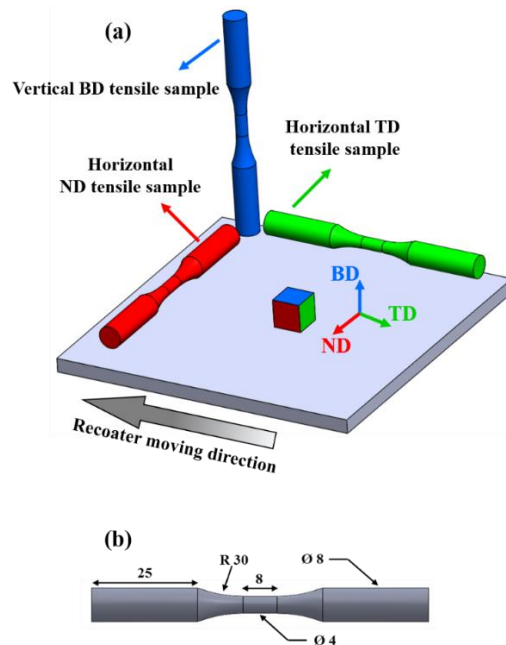 (a)
Vertical BD tensile sample
Horizontal TD
tensile sample
Horizontal
ND tensile sample
BD
TD
ND
Recoater moving direction
(b)
R 30
8
Ø 8
25
Ø 4